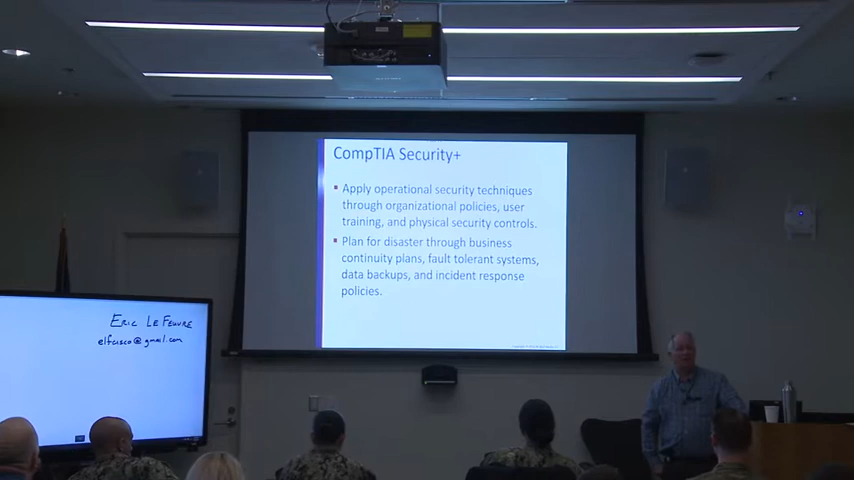 CompTIA Security+
Apply operational security techniques
through organizational policies, user
training, and physical security controls.
Plan for disaster through business
continuity plans, fault tolerant systems,
data backups, and incident response
policies.
Eric LeFeuvre
elfcisco@gmail.com